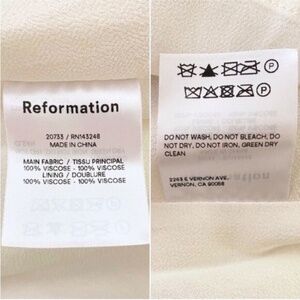 Reformation
20733 / RN143248
MADE IN CHINA
MAIN FABRIC / TISSU PRINCIPAL
100% VISCOSE - 100% VISCOSE
LINING / DOUBLURE
100% VISCOSE - 100% VISCOSE
DO NOT WASH, DO NOT BLEACH, DO
NOT DRY, DO NOT IRON, GREEN DRY
CLEAN
2263 E VERNON AVE,
VERNON, CA 90058